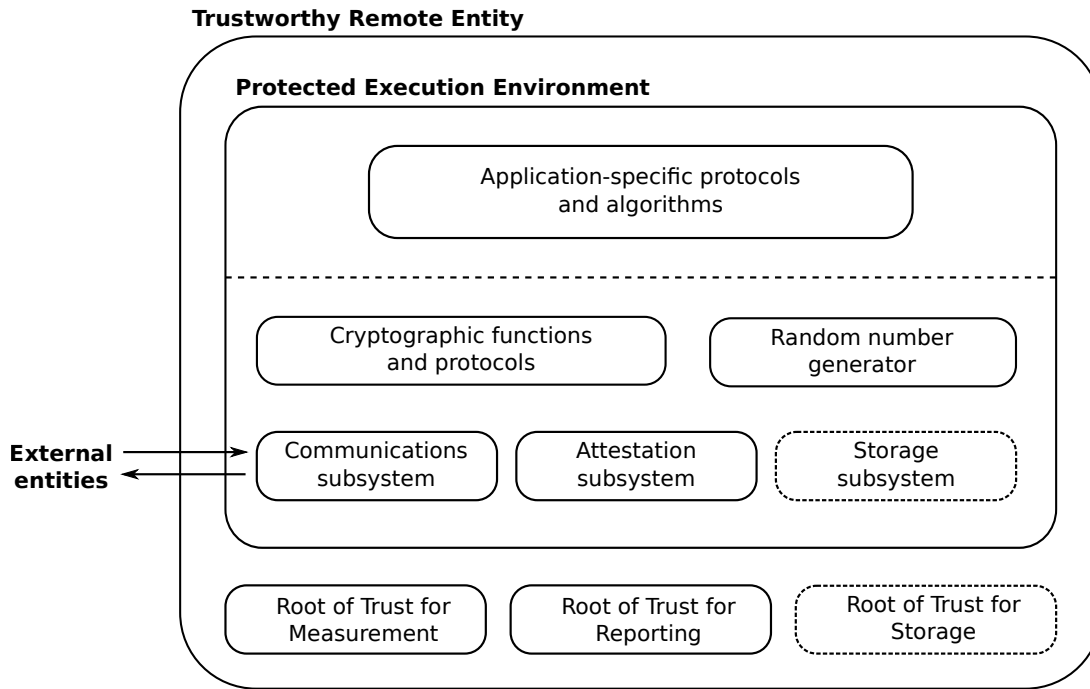 Trustworthy Remote Entity
Protected Execution Environment
Application-specific protocols
and algorithms
Cryptographic functions
and protocols
Random number
generator
External
entities
Communications
subsystem
Attestation
subsystem
Storage
subsystem
Root of Trust for
Measurement
Root of Trust for
Reporting
Root of Trust for
Storage